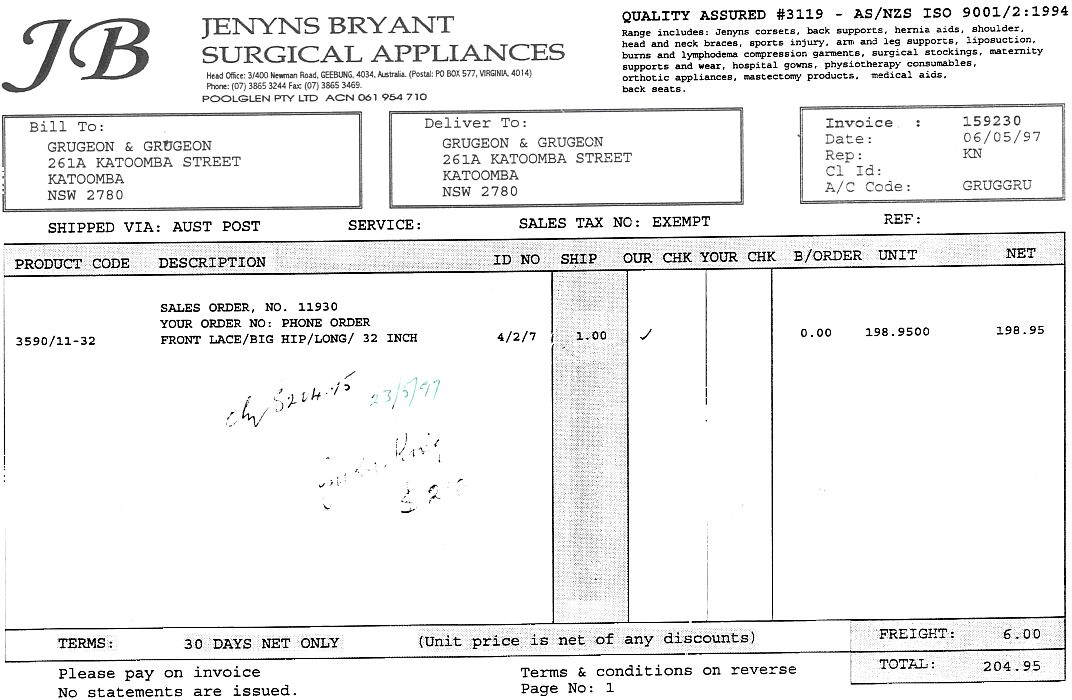 JB
JENYNS BRYANT
SURGICAL APPLIANCES
Head Office: 3/400 Newman Road, GEEBUNG, 4034, Australia. (Postal: PO BOX 577, VIRGINIA, 4014)
Phone: (07) 3865 3244 Fax: (07) 3865 3469.
POOLGLEN PTY LTD ACN 061 954 710
QUALITY ASSURED #3119 - AS/NZS ISO 9001/2:1994
Range includes: Jenyns corsets, back supports, hernia aids, shoulder,
head and neck braces, sports injury, arm and leg supports, liposuction,
burns and lymphodema compression garments, surgical stockings, maternity
supports and wear, hospital gowns, physiotherapy consumables,
orthotic appliances, mastectomy products, medical aids,
back seats.
Bill To:
GRUGEON & GRUGEON
261A KATOOMBA STREET
KATOOMBA
NSW 2780
Deliver To:
GRUGEON & GRUGEON
261A KATOOMBA STREET
KATOOMBA
NSW 2780
Invoice : 159230
Date: 06/05/97
Rep: KN
Cl Id:
A/C Code: GRUGGRU
SHIPPED VIA: AUST POST SERVICE: SALES TAX NO: EXEMPT REF:
PRODUCT CODE DESCRIPTION ID NO SHIP OUR CHK YOUR CHK B/ORDER UNIT NET
SALES ORDER, NO. 11930
YOUR ORDER NO: PHONE ORDER
3590/11-32 FRONT LACE/BIG HIP/LONG/ 32 INCH 4/2/7 1.00 ✓ 0.00 198.9500 198.95
23/5/97
TERMS: 30 DAYS NET ONLY (Unit price is net of any discounts) FREIGHT: 6.00
TOTAL: 204.95
Please pay on invoice Terms & conditions on reverse
No statements are issued. Page No: 1